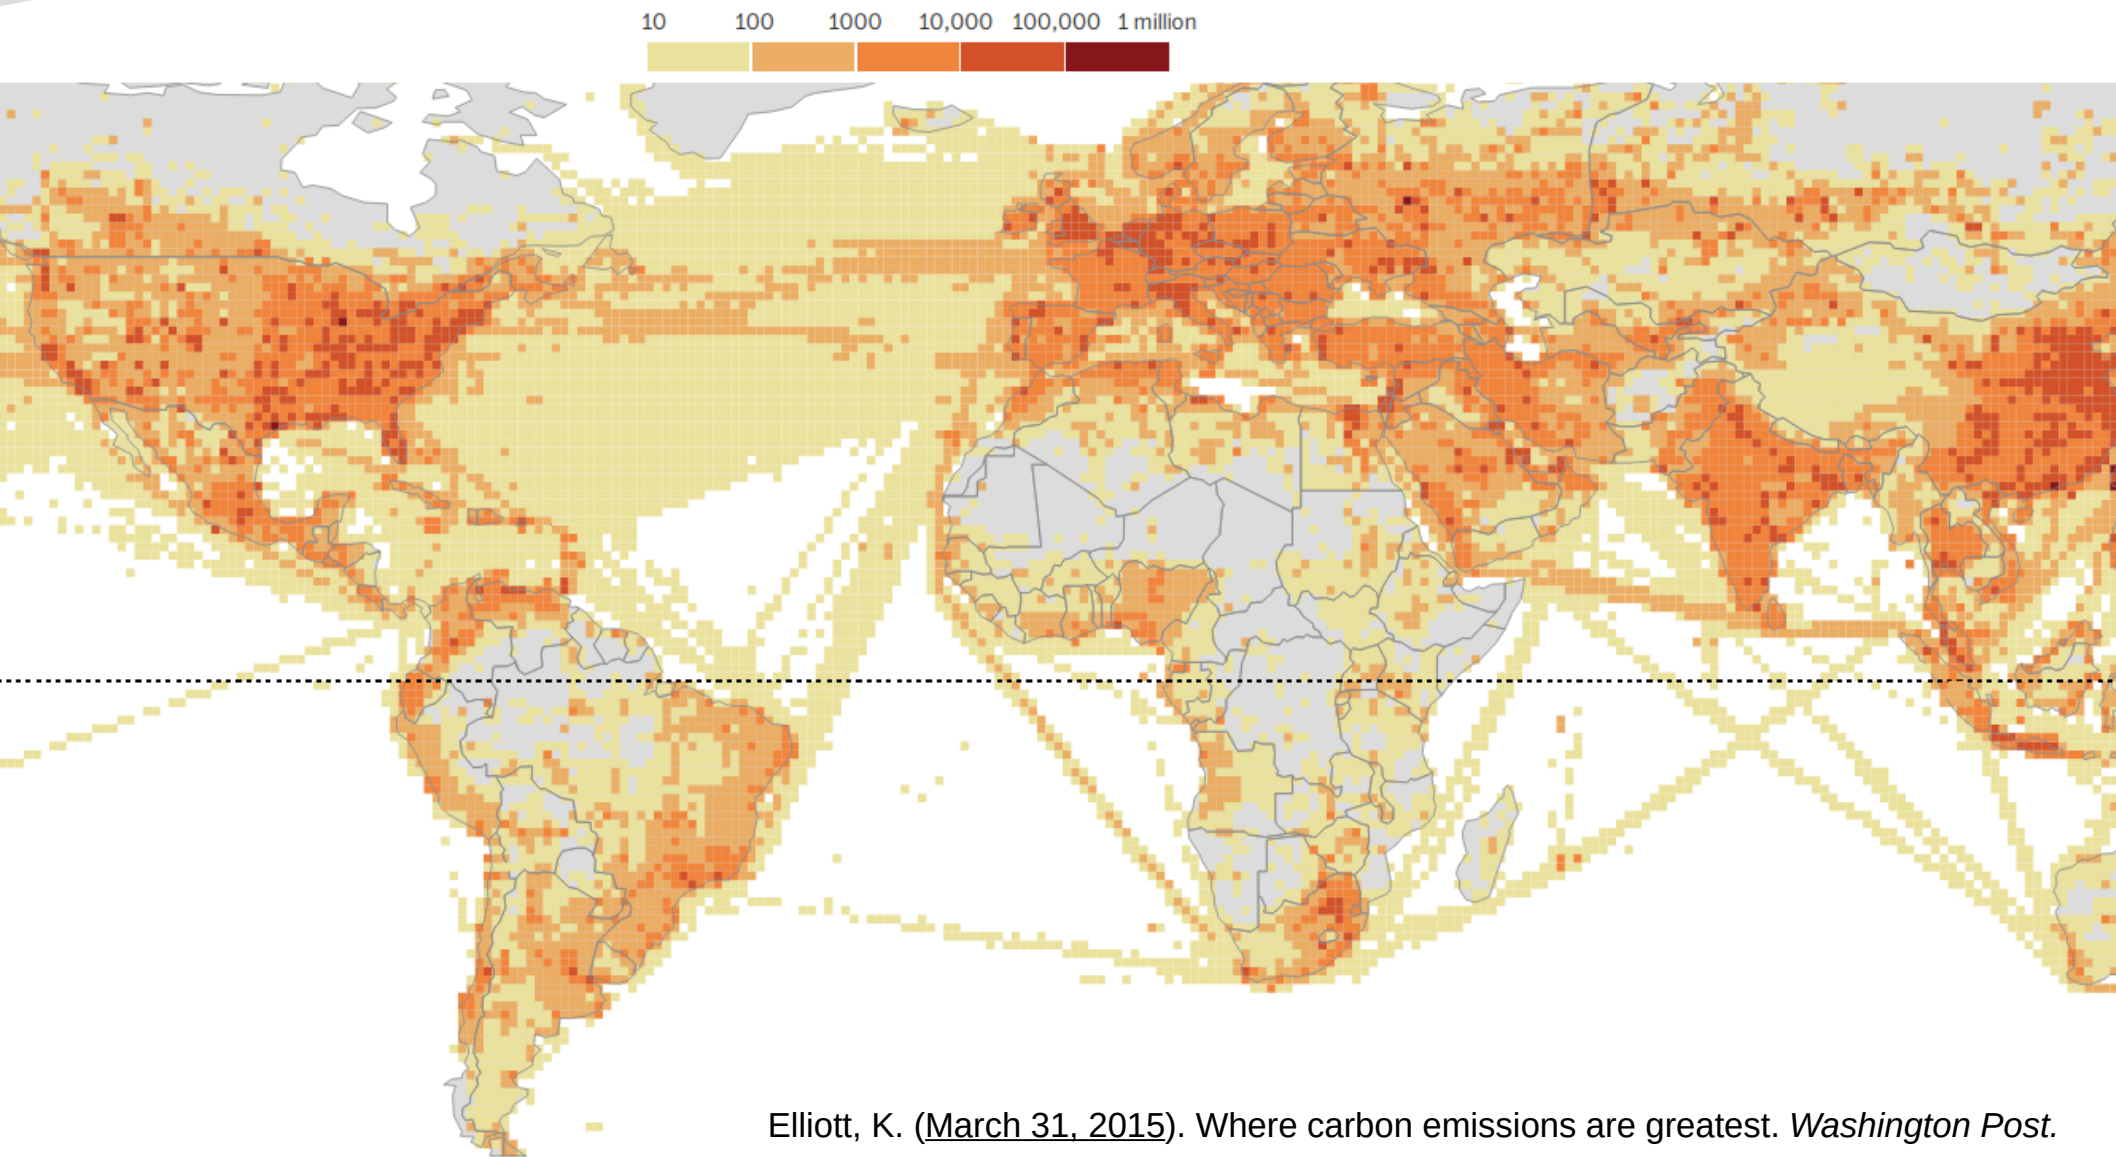 10 100 1000 10,000 100,000 1 million
Elliott, K. (March 31, 2015). Where carbon emissions are greatest. Washington Post.